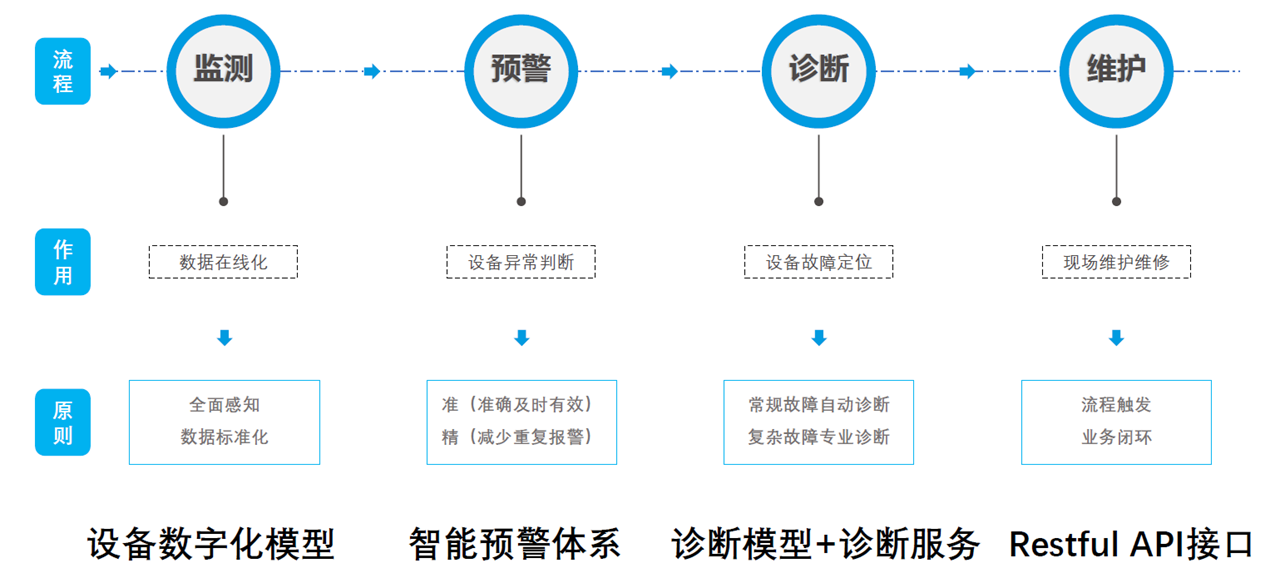 流程
监测
预警
诊断
维护
作用
数据在线化
设备异常判断
设备故障定位
现场维护维修
原则
全面感知
数据标准化
准（准确及时有效）
精（减少重复报警）
常规故障自动诊断
复杂故障专业诊断
流程触发
业务闭环
设备数字化模型
智能预警体系
诊断模型+诊断服务
Restful API接口